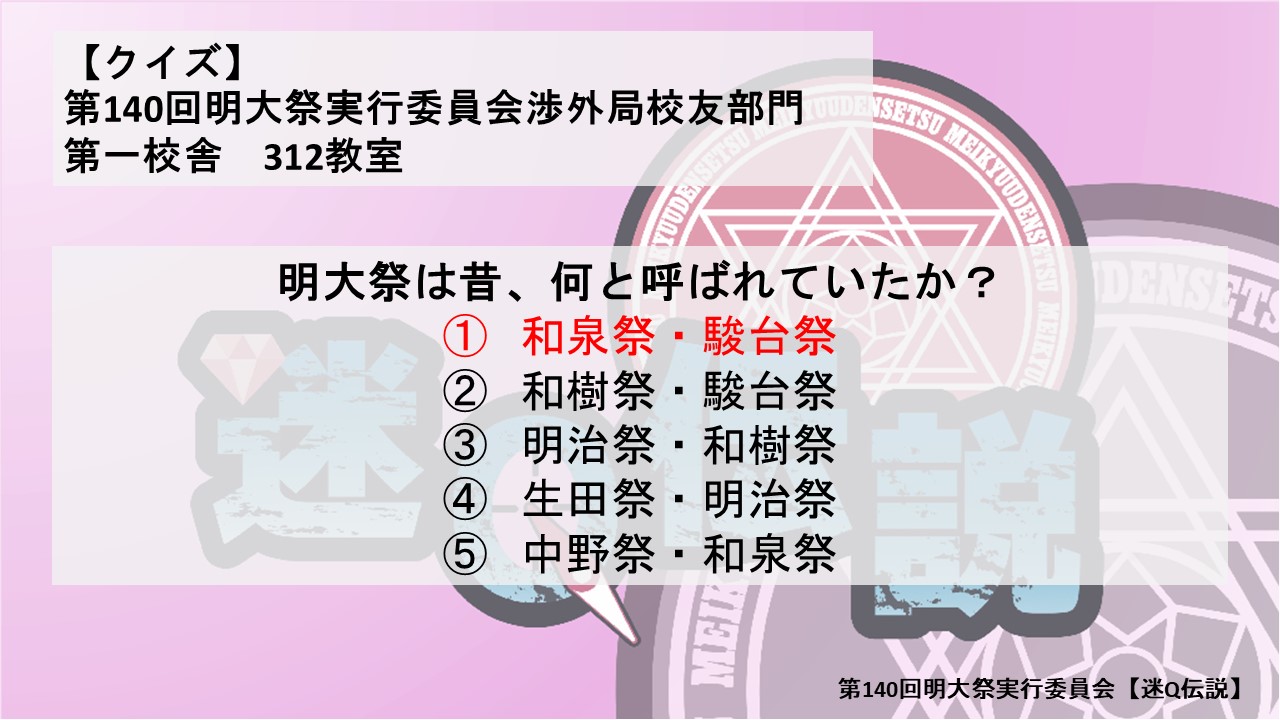 【クイズ】
第140回明大祭実行委員会渉外局校友部門
第一校舎　312教室
明大祭は昔、何と呼ばれていたか？
①　和泉祭・駿台祭
②　和樹祭・駿台祭
③　明治祭・和樹祭
④　生田祭・明治祭
⑤　中野祭・和泉祭
迷Q伝説
MEIKYUUDENSETSU MEIKYUUDENSETSU MEIKYUUDENSETSU
第140回明大祭実行委員会【迷Q伝説】